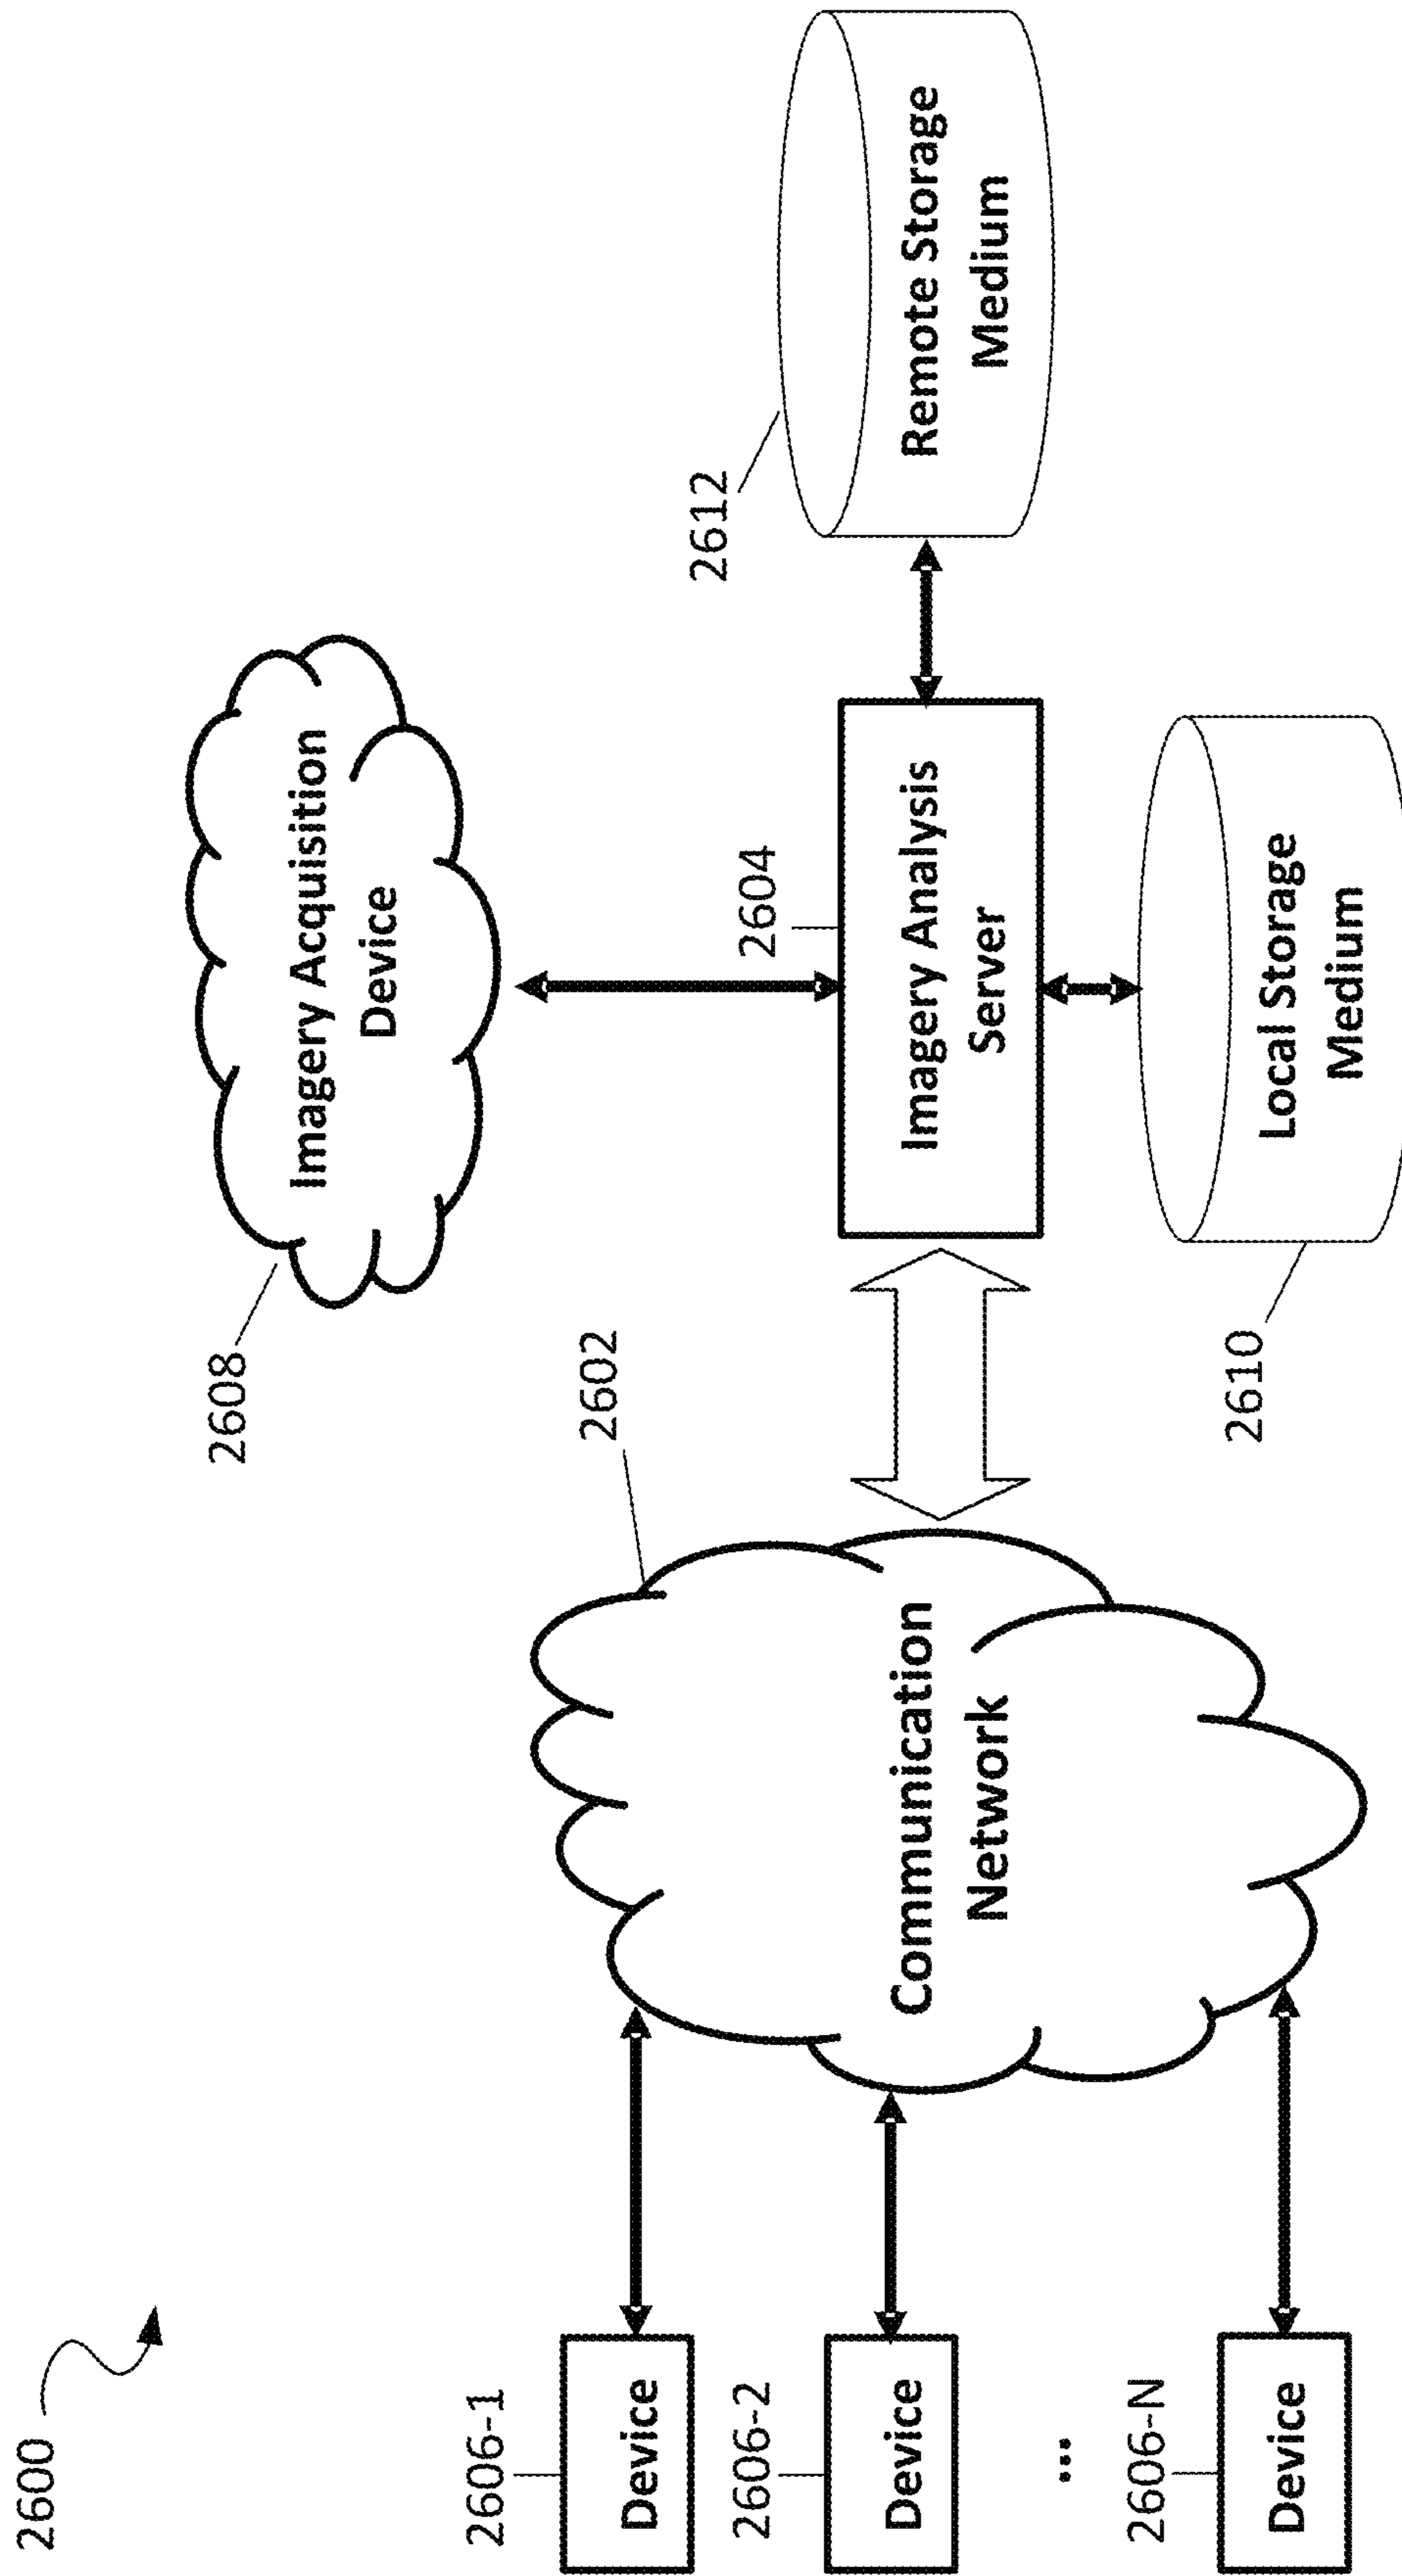 2600
2608
Imagery Acquisition
Device
2606-1
Device
2602
2612
2606-2
Device
Communication
Network
2604
Imagery Analysis
Server
Remote Storage
Medium
...
2606-N
Device
2610
Local Storage
Medium